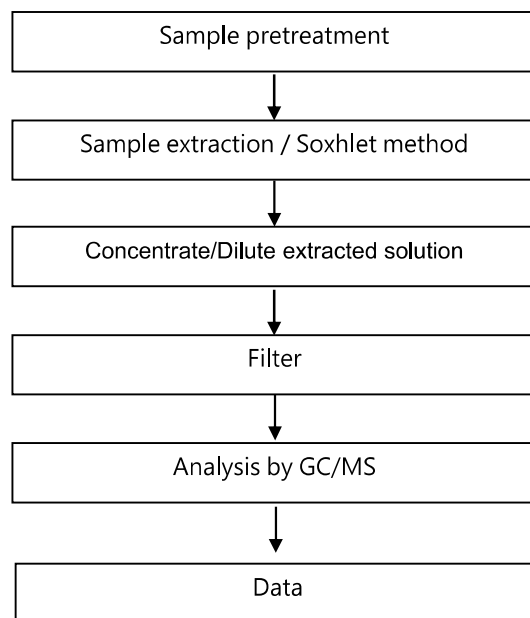 Sample pretreatment
Sample extraction / Soxhlet method
Concentrate/Dilute extracted solution
Filter
Analysis by GC/MS
Data